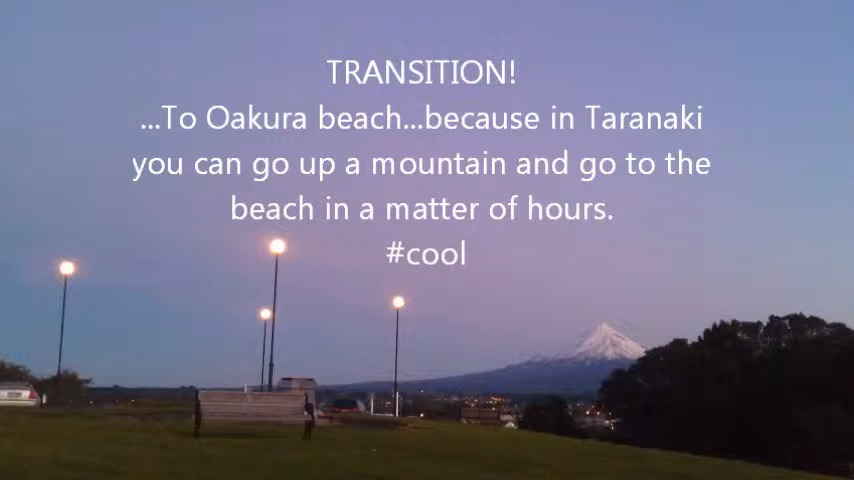 TRANSITION!
...To Oakura beach...because in Taranaki
you can go up a mountain and go to the
beach in a matter of hours.
#cool